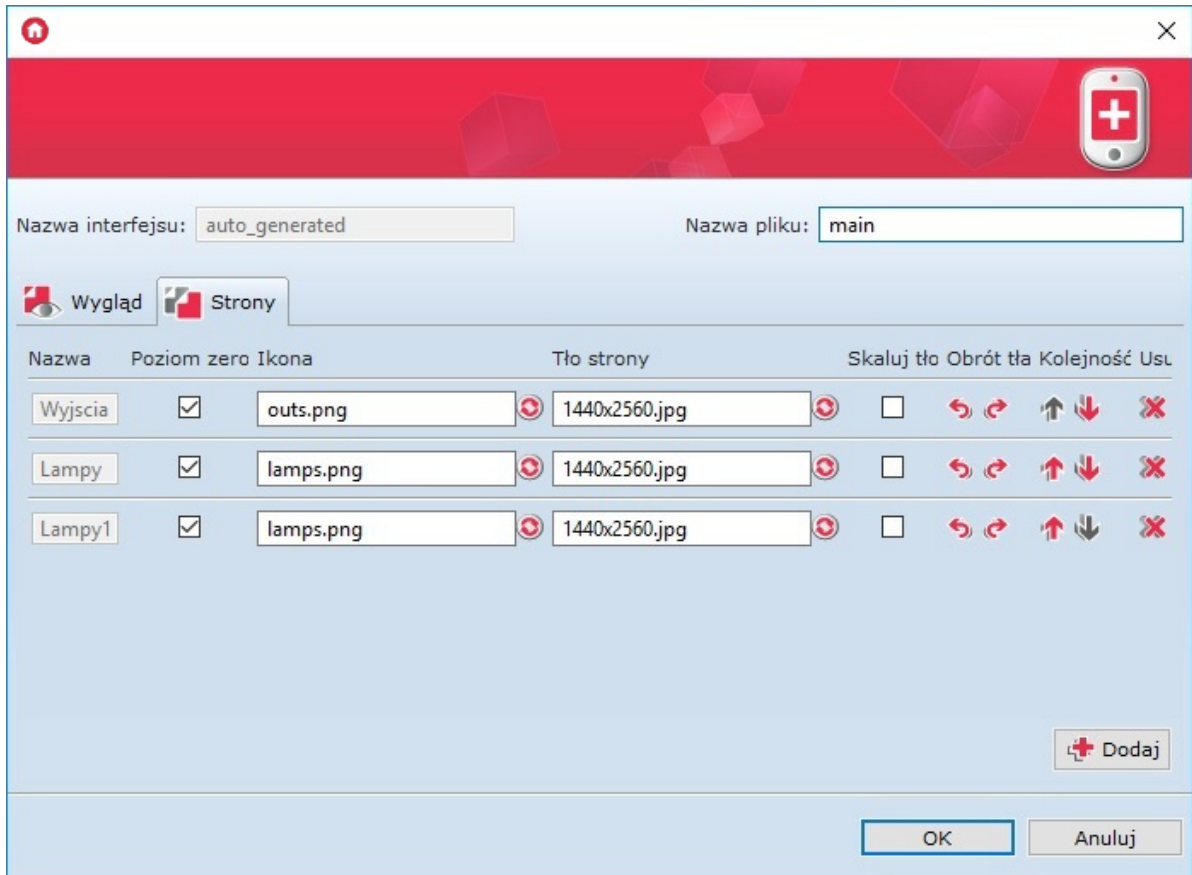 Nazwa interfejsu: auto_generated Nazwa pliku: main
Wygląd Strony
Nazwa Poziom zero Ikona Tło strony Skaluj tło Obrót tła Kolejność Usu
Wyjscia outs.png 1440x2560.jpg
Lampy lamps.png 1440x2560.jpg
Lampy1 lamps.png 1440x2560.jpg
Dodaj
OK Anuluj